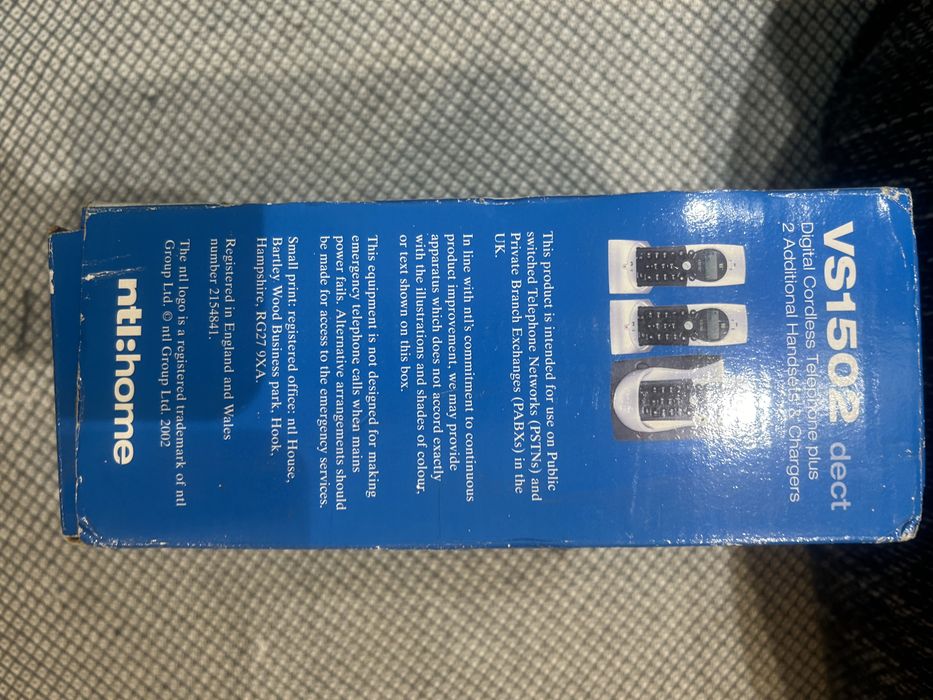 VS1502 dect
Digital Cordless Telephone plus
2 Additional Handsets & Chargers
This product is intended for use on Public
switched Telephone Networks (PSTNs) and
Private Branch Exchanges (PABXs) in the
UK.
In line with ntl's commitment to continuous
product improvement, we may provide
apparatus which does not accord exactly
with the illustrations and shades of colour,
or text shown on this box.
This equipment is not designed for making
emergency telephone calls when mains
power fails. Alternative arrangements should
be made for access to the emergency services.
Small print: registered office: ntl House,
Bartley Wood Business park, Hook,
Hampshire, RG27 9XA.
Registered in England and Wales
number 2154841.
The ntl logo is a registered trademark of ntl
Group Ltd. © ntl Group Ltd. 2002
ntl:home